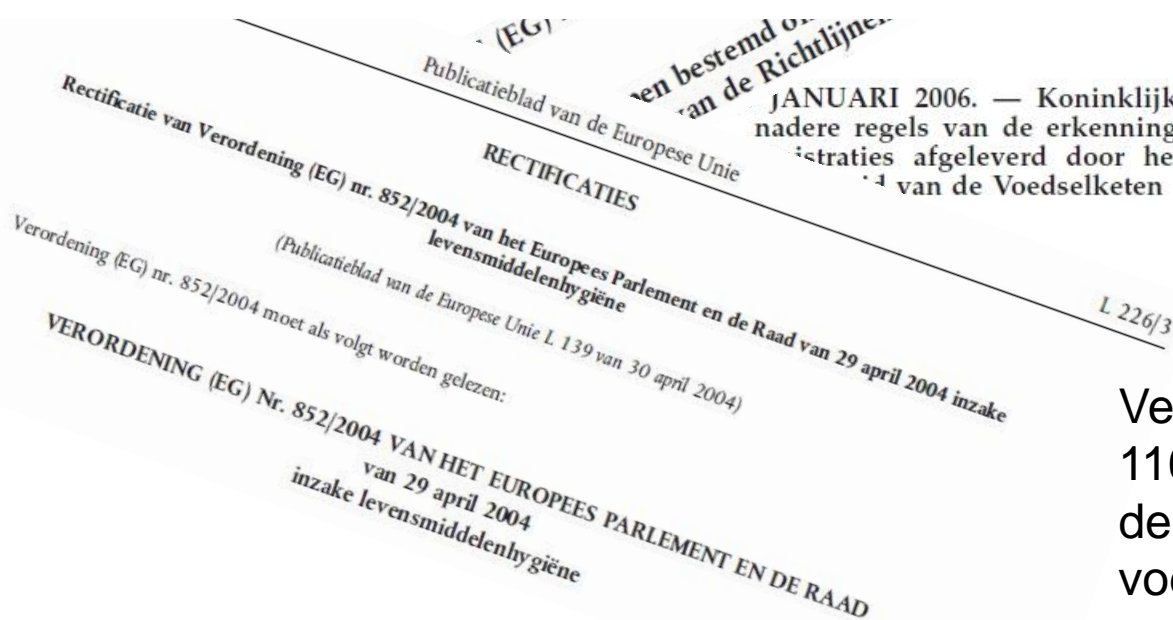 (EG)
en bestemd
van de Richtlijnen
JANUARI 2006. — Koninklijk
nadere regels van de erkenning
istraties afgeleverd door he
van de Voedselketen
Publicatieblad van de Europese Unie
L 226/3
RECTIFICATIES
Rectificatie van Verordening (EG) nr. 852/2004 van het Europees Parlement en de Raad van 29 april 2004 inzake
levensmiddelenhygiëne
(Publicatieblad van de Europese Unie L 139 van 30 april 2004)
Verordening (EG) nr. 852/2004 moet als volgt worden gelezen:
VERORDENING (EG) Nr. 852/2004 VAN HET EUROPEES PARLEMENT EN DE RAAD
van 29 april 2004
inzake levensmiddelenhygiëne
Ve
11
de
vo